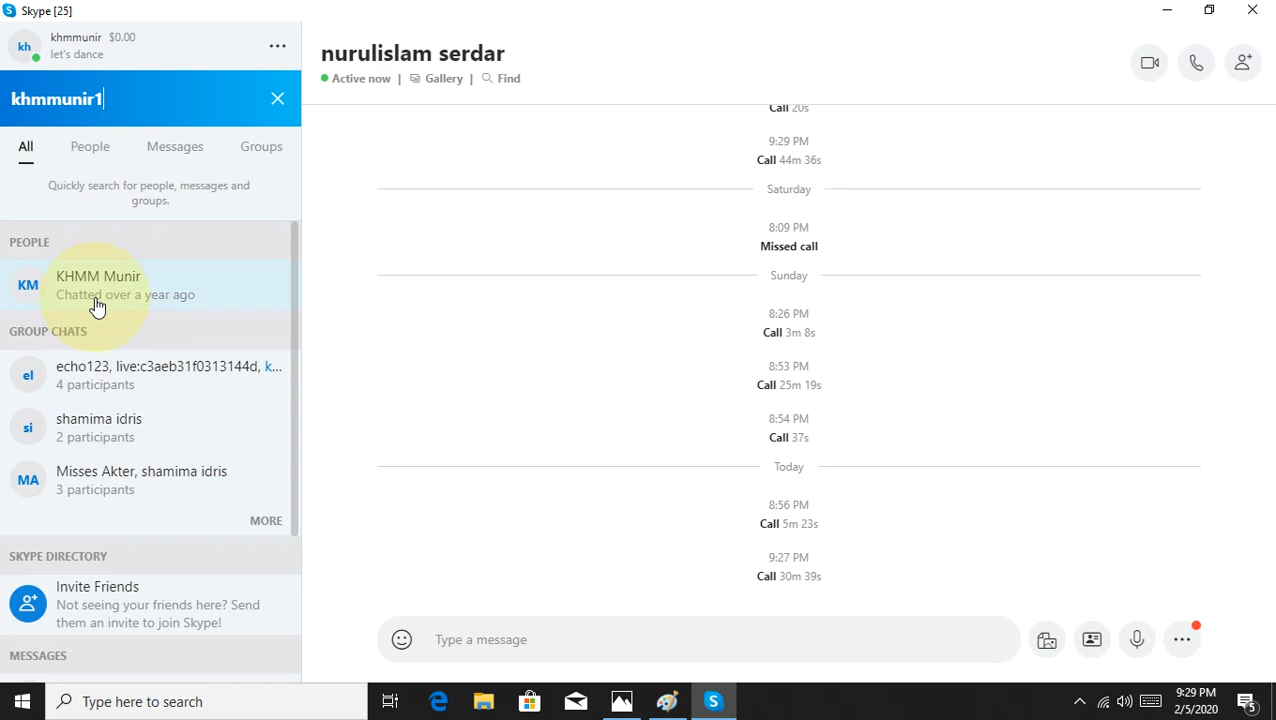 Skype [25]
khmmunir $0.00
let's dance
khmmunir1
All People Messages Groups
Quickly search for people, messages and
groups.
PEOPLE
KM KHMM Munir
Chatted over a year ago
GROUP CHATS
el echo123, live:c3aeb31f0313144d, k...
4 participants
si shamima idris
2 participants
MA Misses Akter, shamima idris
3 participants
MORE
SKYPE DIRECTORY
Invite Friends
Not seeing your friends here? Send
them an invite to join Skype!
MESSAGES
kh
nurulislam serdar
Active now | Gallery | Find
Call 20s
9:29 PM
Call 44m 36s
Saturday
8:09 PM
Missed call
Sunday
8:26 PM
Call 3m 8s
8:53 PM
Call 25m 19s
8:54 PM
Call 37s
Today
8:56 PM
Call 5m 23s
9:27 PM
Call 30m 39s
Type a message
Type here to search
9:29 PM
2/5/2020
5